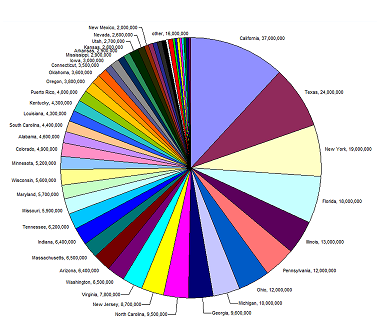 California, 37,000,000
Texas, 24,000,000
New York, 19,000,000
Florida, 18,000,000
Illinois, 13,000,000
Pennsylvania, 12,000,000
Ohio, 12,000,000
Michigan, 10,000,000
Georgia, 9,600,000
North Carolina, 9,500,000
New Jersey, 8,700,000
Virginia, 7,800,000
Washington, 6,500,000
Arizona, 6,400,000
Massachusetts, 6,500,000
Indiana, 6,400,000
Tennessee, 6,200,000
Missouri, 5,900,000
Maryland, 5,700,000
Wisconsin, 5,600,000
Minnesota, 5,200,000
Colorado, 4,900,000
Alabama, 4,600,000
South Carolina, 4,400,000
Louisiana, 4,300,000
Kentucky, 4,300,000
Puerto Rico, 4,000,000
Oregon, 3,800,000
Oklahoma, 3,600,000
Connecticut, 3,500,000
Iowa, 3,000,000
Mississippi, 2,900,000
Arkansas, 2,900,000
Kansas, 2,800,000
Utah, 2,700,000
Nevada, 2,600,000
New Mexico, 2,000,000
other, 16,000,000